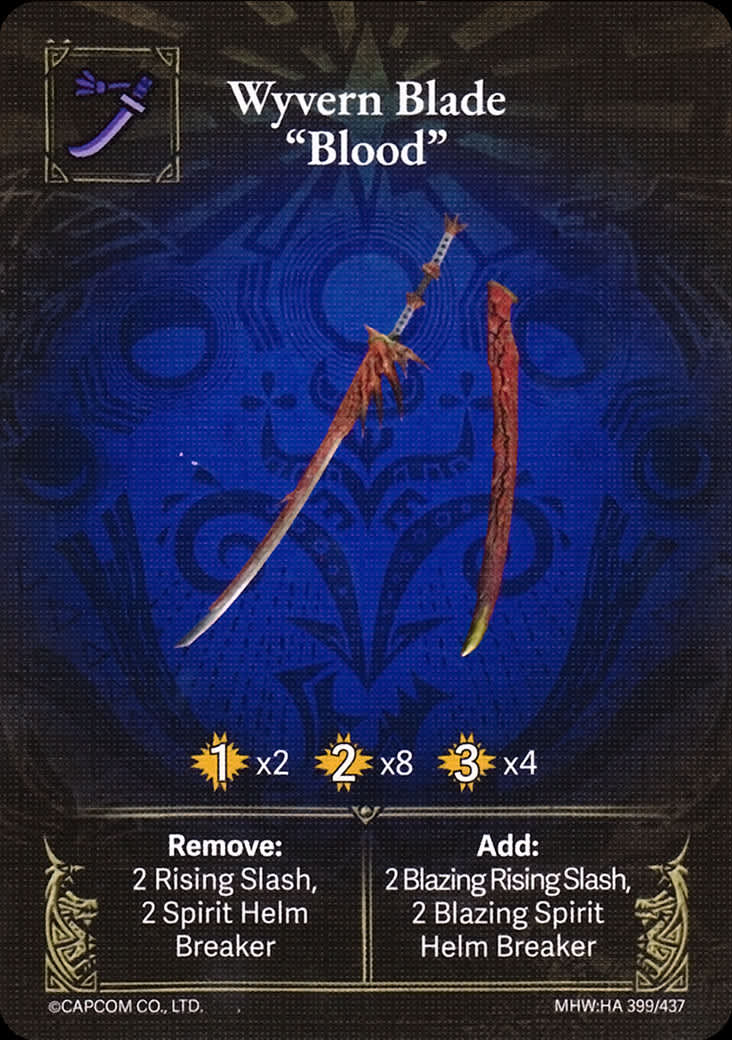 Wyvern Blade
“Blood”
1 x2 2 x8 3 x4
Remove:
2 Rising Slash,
2 Spirit Helm
Breaker
Add:
2 Blazing Rising Slash,
2 Blazing Spirit
Helm Breaker
©CAPCOM CO., LTD.
MHW:HA 399/437